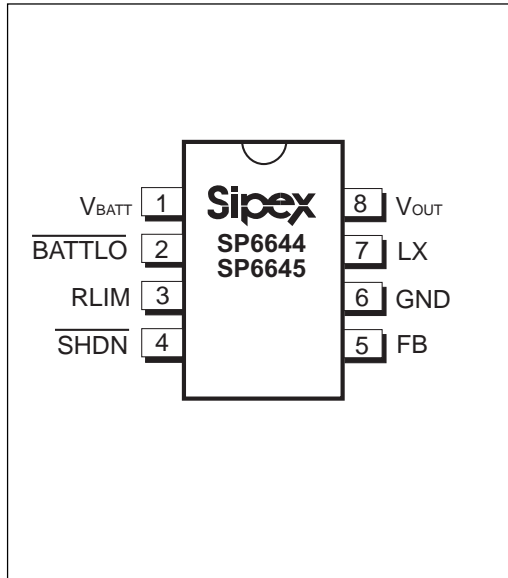 VBATT 1 Sipex 8 VOUT
BATTLO 2 SP6644 7 LX
SP6645
RLIM 3 6 GND
SHDN 4 5 FB